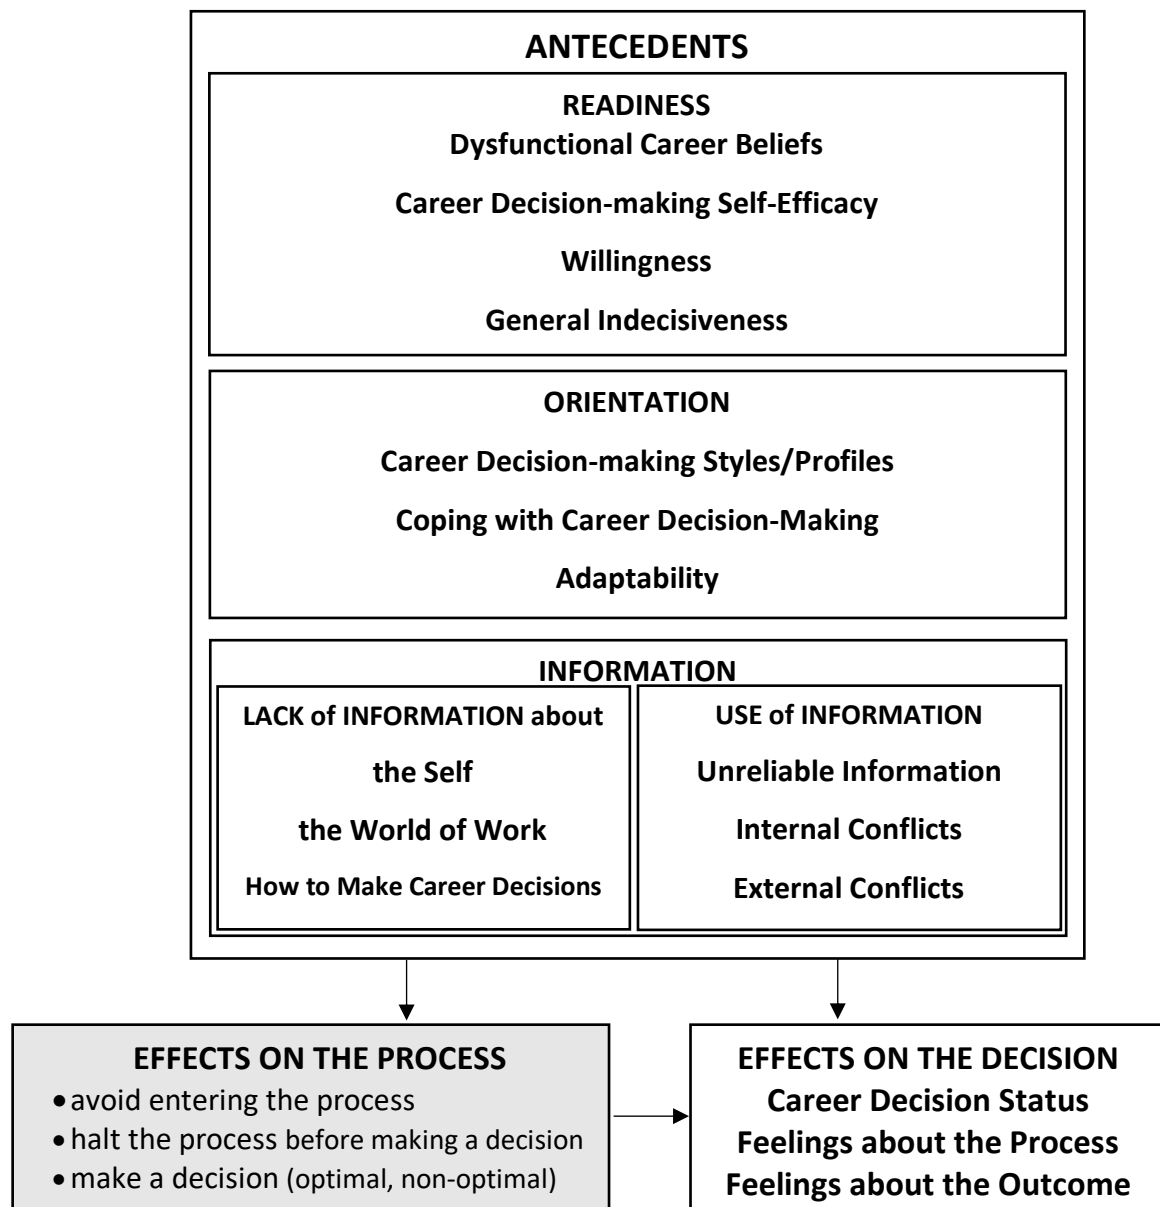 ANTECEDENTS
READINESS
Dysfunctional Career Beliefs
Career Decision-making Self-Efficacy
Willingness
General Indecisiveness
ORIENTATION
Career Decision-making Styles/Profiles
Coping with Career Decision-Making
Adaptability
INFORMATION
LACK of INFORMATION about
the Self
the World of Work
How to Make Career Decisions
USE of INFORMATION
Unreliable Information
Internal Conflicts
External Conflicts
EFFECTS ON THE PROCESS
• avoid entering the process
• halt the process before making a decision
• make a decision (optimal, non-optimal)
EFFECTS ON THE DECISION
Career Decision Status
Feelings about the Process
Feelings about the Outcome